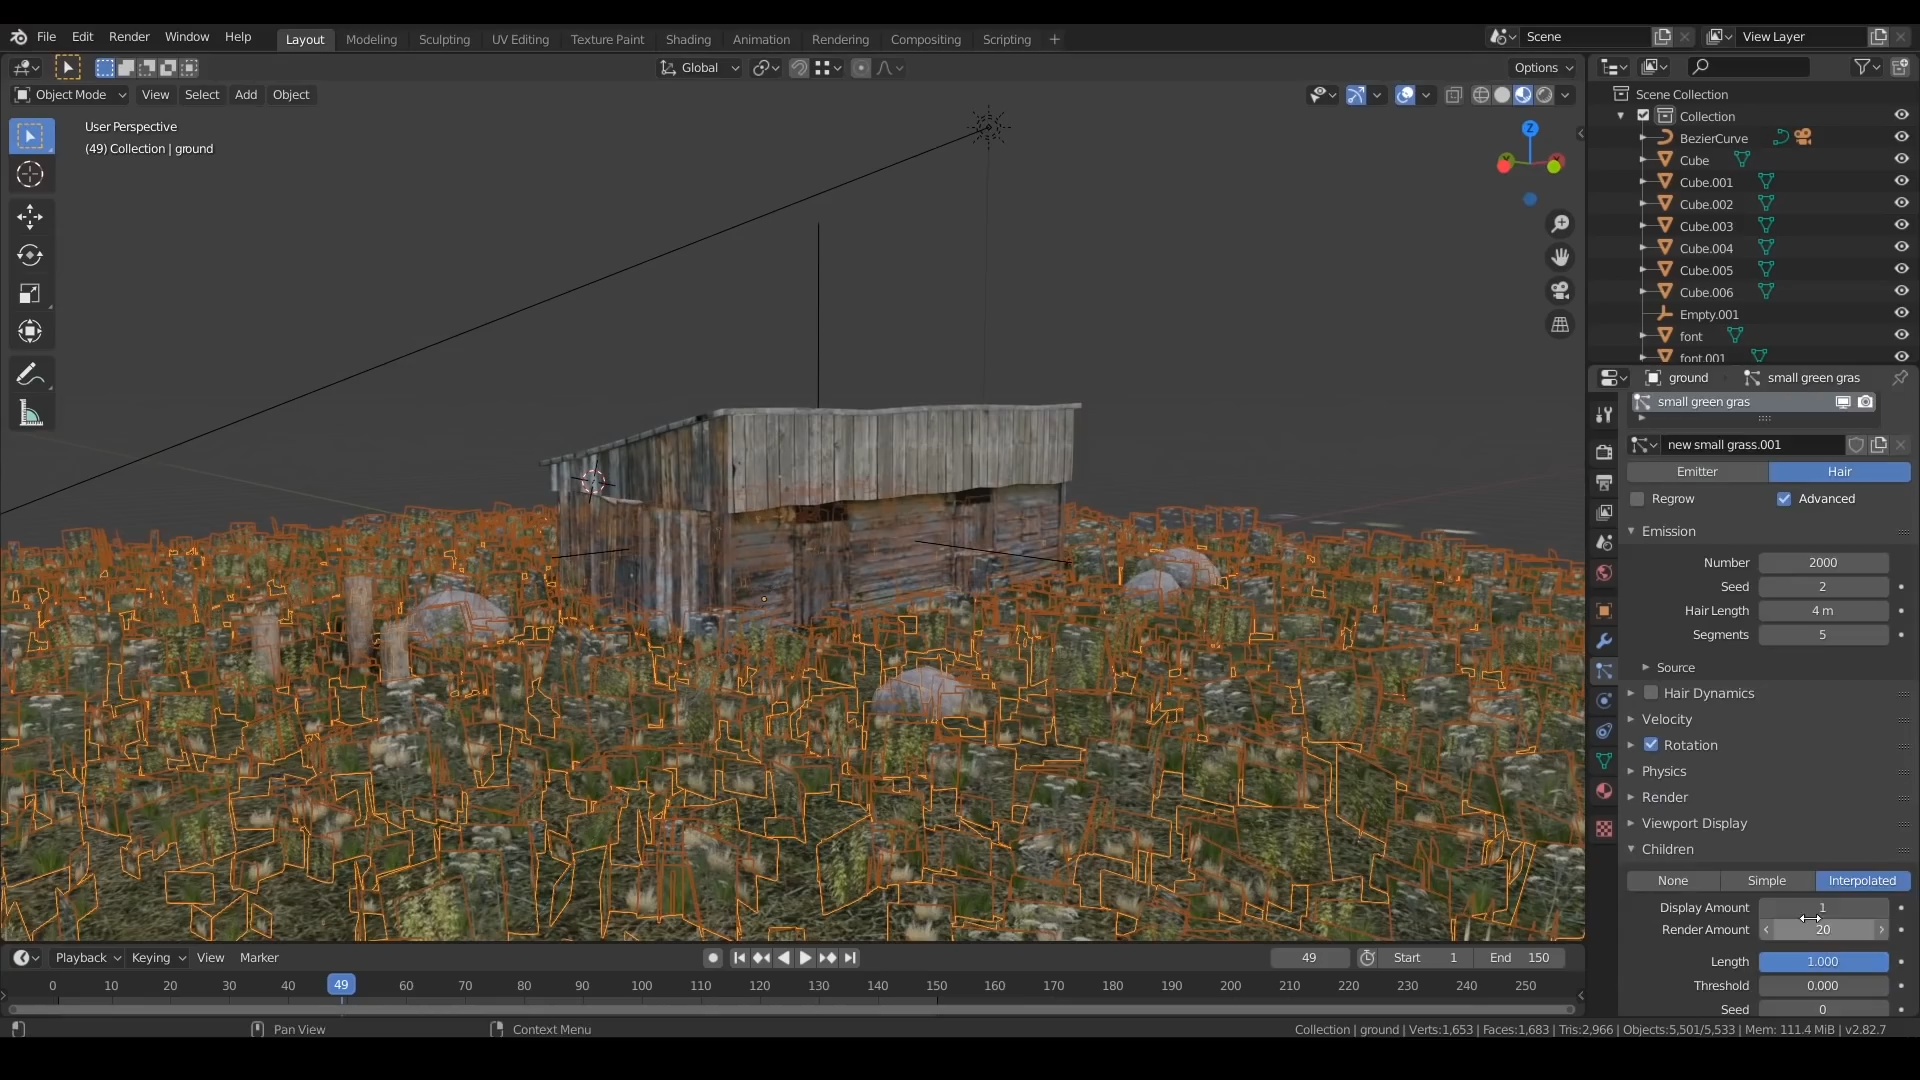 File Edit Render Window Help Layout Modeling Sculpting UV Editing Texture Paint Shading Animation Rendering Compositing Scripting + Scene View Layer
Global Options
Object Mode View Select Add Object
User Perspective
(49) Collection | ground
Z
Scene Collection
Collection
BezierCurve
Cube
Cube.001
Cube.002
Cube.003
Cube.004
Cube.005
Cube.006
Empty.001
font
font.001
ground small green gras
small green gras
new small grass.001
Emitter Hair
Regrow Advanced
Emission
Number 2000
Seed 2
Hair Length 4 m
Segments 5
Source
Hair Dynamics
Velocity
Rotation
Physics
Render
Viewport Display
Children
None Simple Interpolated
Display Amount 1
Render Amount 20
Length 1.000
Threshold 0.000
Seed 0
Playback Keying View Marker 49 Start 1 End 150
0 10 20 30 40 49 60 70 80 90 100 110 120 130 140 150 160 170 180 190 200 210 220 230 240 250
Pan View Context Menu Collection | ground | Verts:1,653 | Faces:1,683 | Tris:2,966 | Objects:5,501/5,533 | Mem: 111.4 MiB | v2.82.7